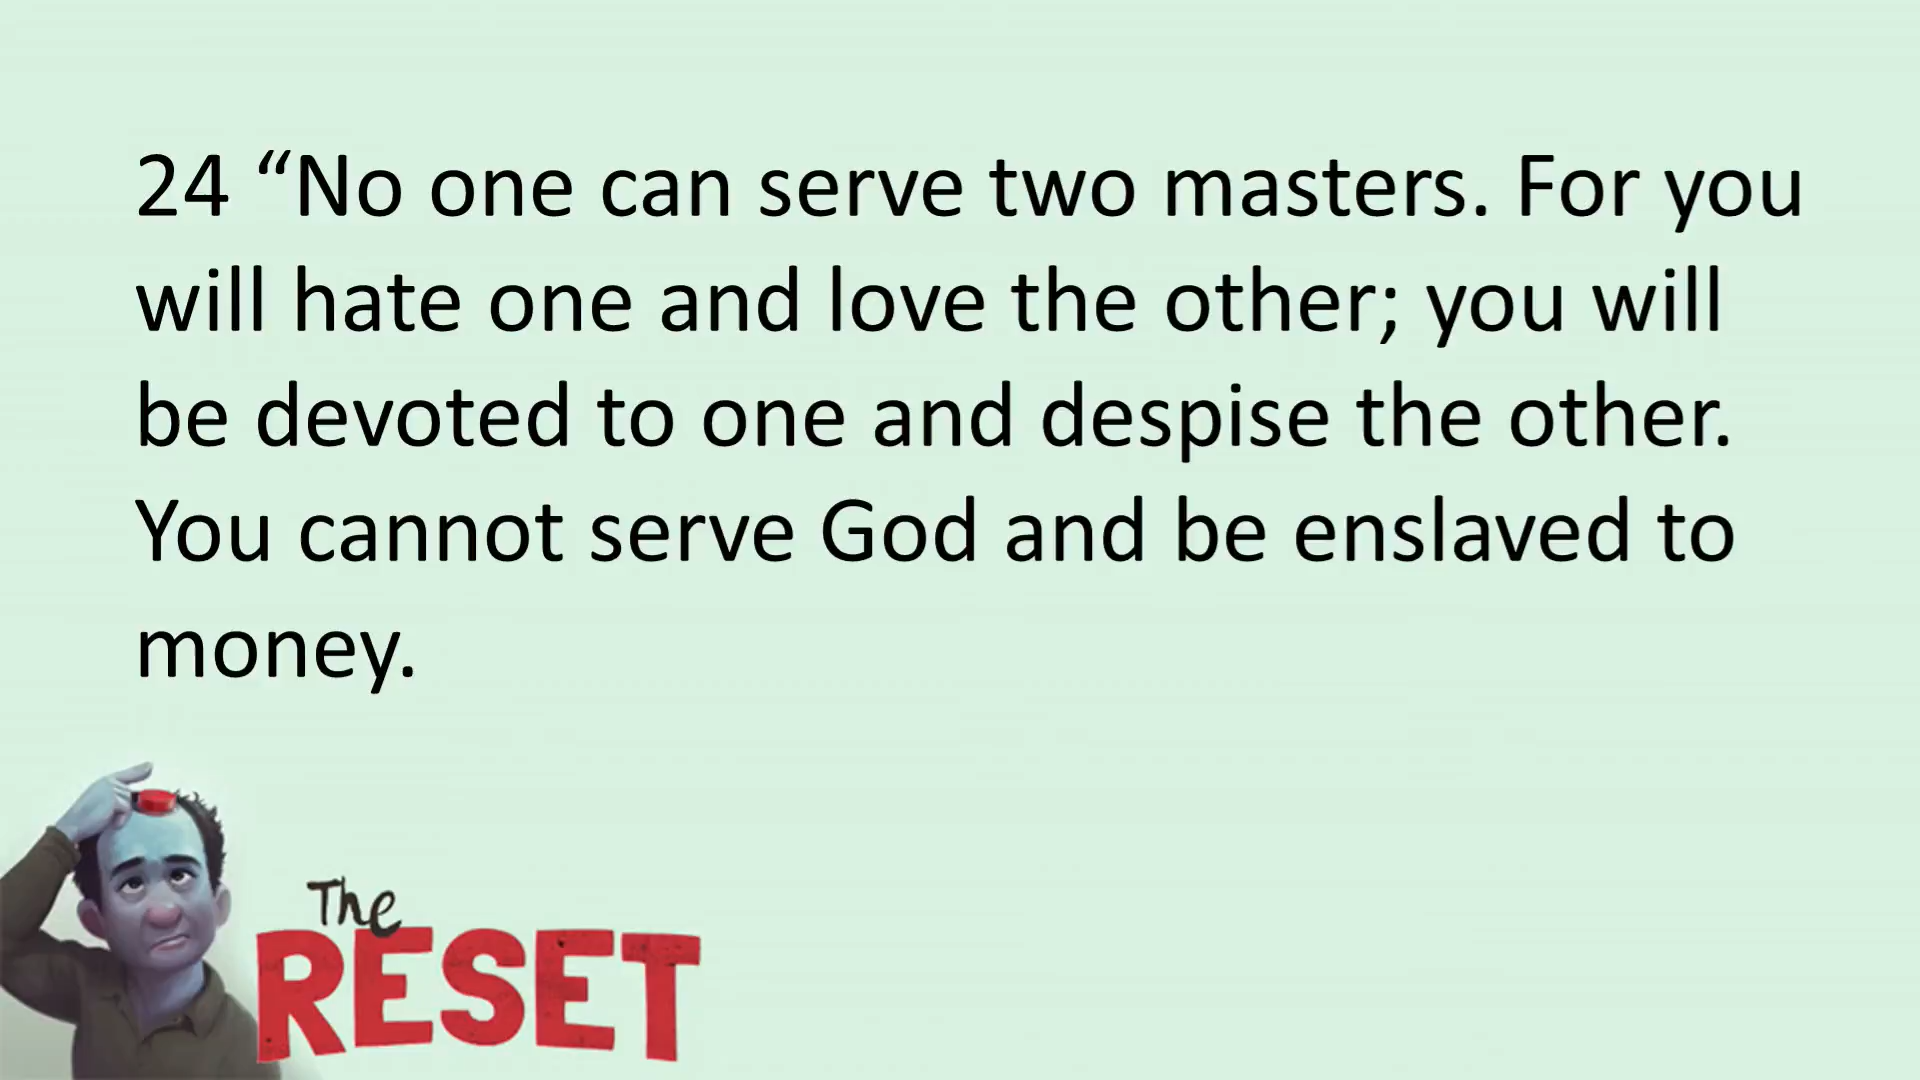 24 “No one can serve two masters. For you
will hate one and love the other; you will
be devoted to one and despise the other.
You cannot serve God and be enslaved to
money.
The
RESET